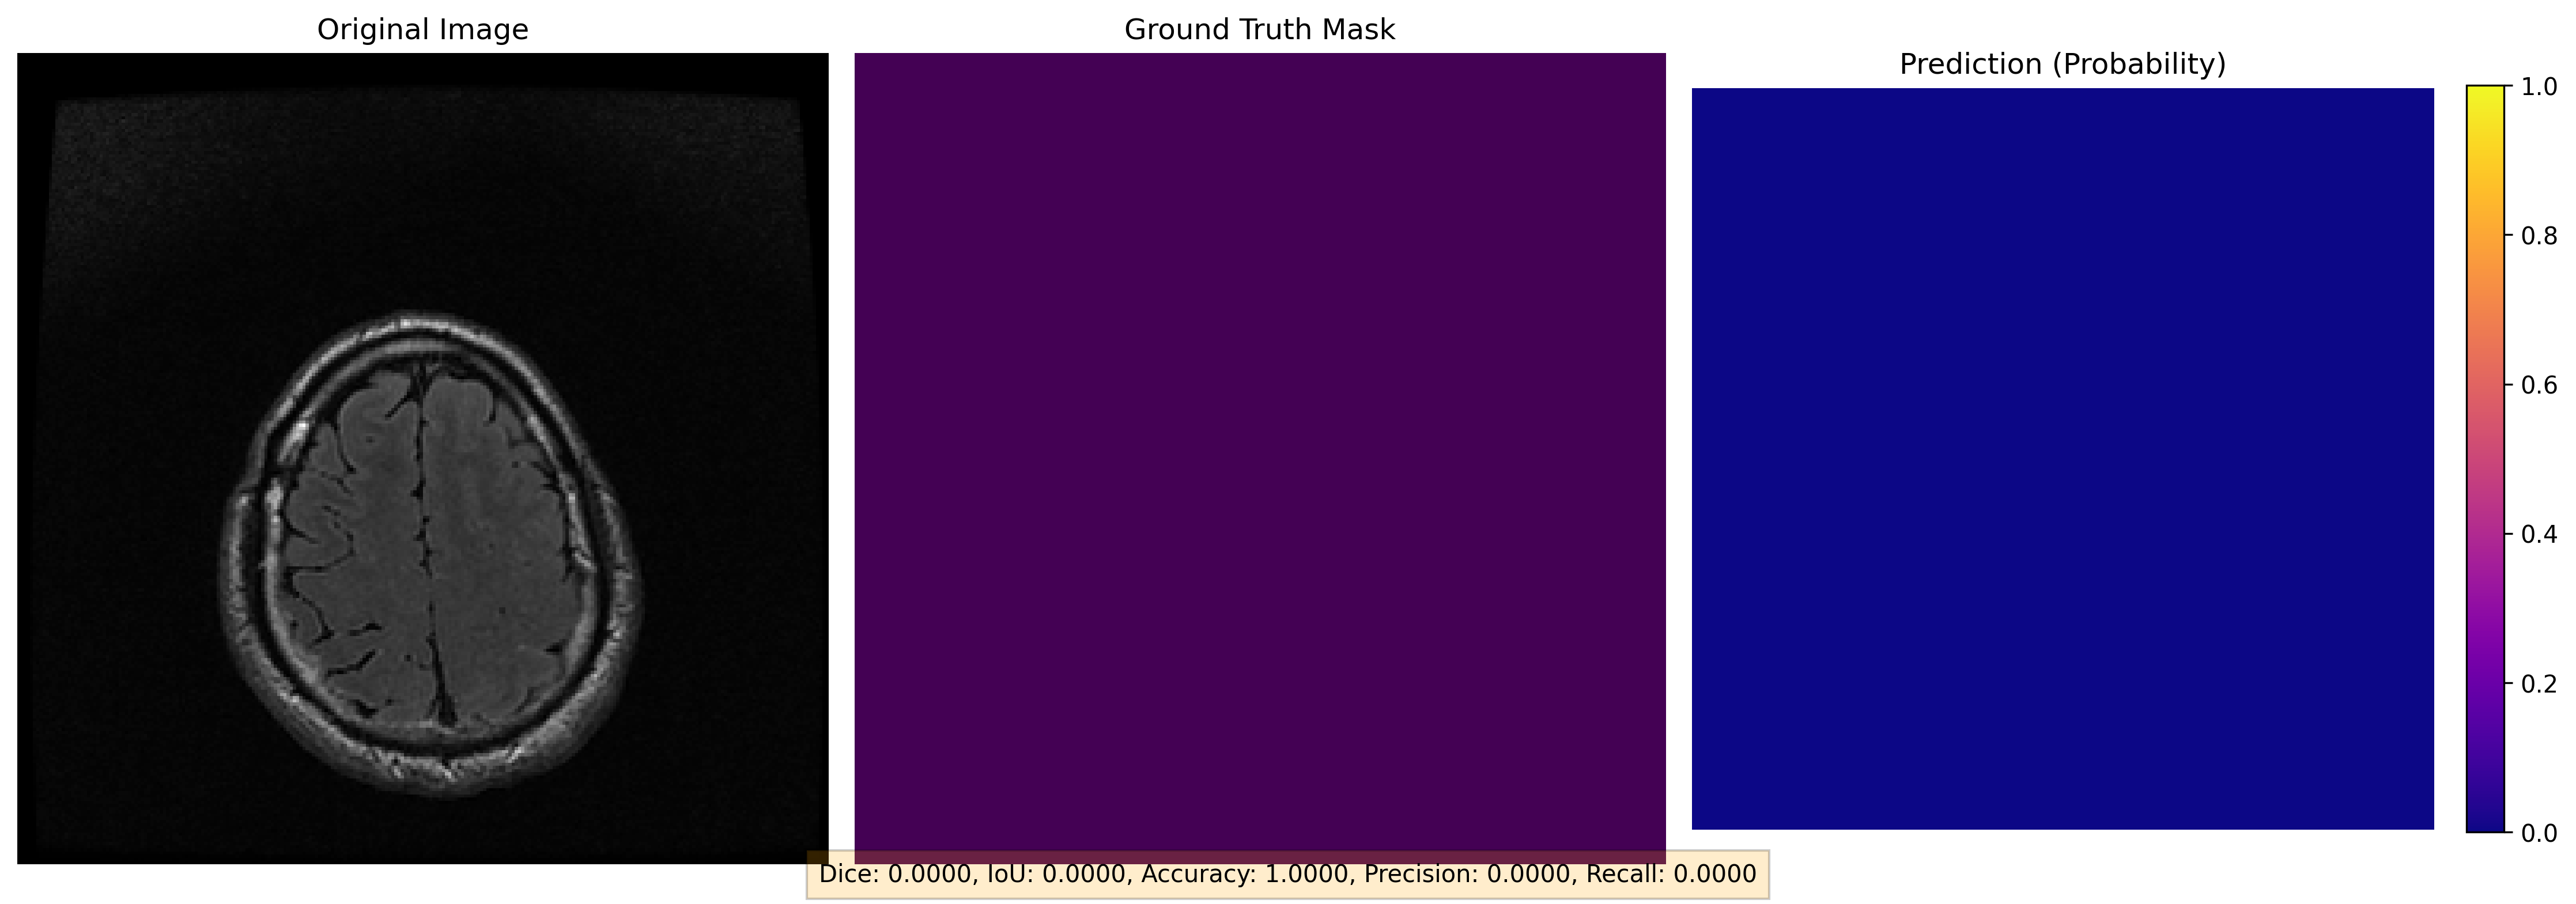 Original Image
Ground Truth Mask
Prediction (Probability)
1.0
0.8
0.6
0.4
0.2
0.0
Dice: 0.0000, IoU: 0.0000, Accuracy: 1.0000, Precision: 0.0000, Recall: 0.0000